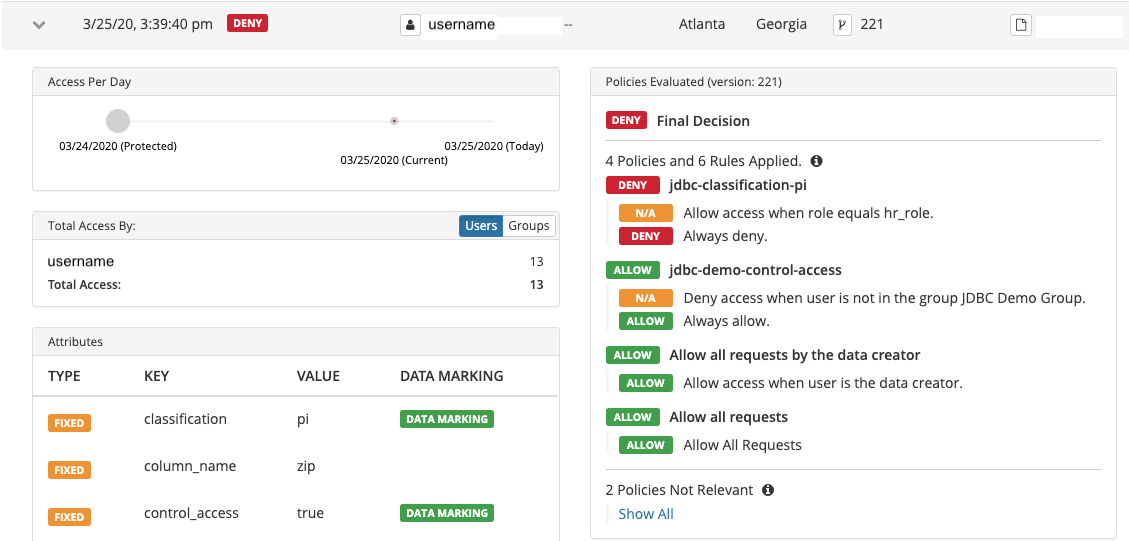 3/25/20, 3:39:40 pm DENY username -- Atlanta Georgia 221
Access Per Day
03/24/2020 (Protected)
03/25/2020 (Today)
03/25/2020 (Current)
Total Access By: Users Groups
username 13
Total Access: 13
Attributes
TYPE KEY VALUE DATA MARKING
FIXED classification pi DATA MARKING
FIXED column_name zip
FIXED control_access true DATA MARKING
Policies Evaluated (version: 221)
DENY Final Decision
4 Policies and 6 Rules Applied.
DENY jdbc-classification-pi
N/A Allow access when role equals hr_role.
DENY Always deny.
ALLOW jdbc-demo-control-access
N/A Deny access when user is not in the group JDBC Demo Group.
ALLOW Always allow.
ALLOW Allow all requests by the data creator
ALLOW Allow access when user is the data creator.
ALLOW Allow all requests
ALLOW Allow All Requests
2 Policies Not Relevant
Show All